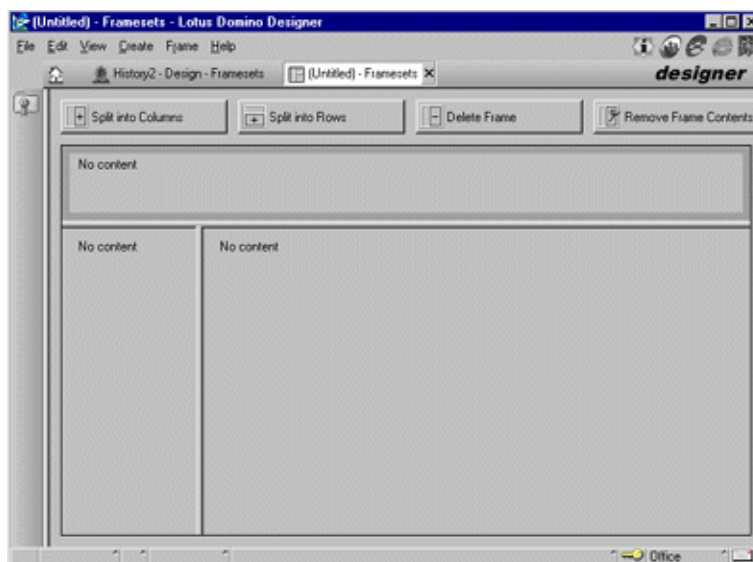 (Untitled) - Framesets - Lotus Domino Designer
File Edit View Create Frame Help
History2 - Design - Framesets (Untitled) - Framesets designer
Split into Columns Split into Rows Delete Frame Remove Frame Contents
No content
No content No content
Office